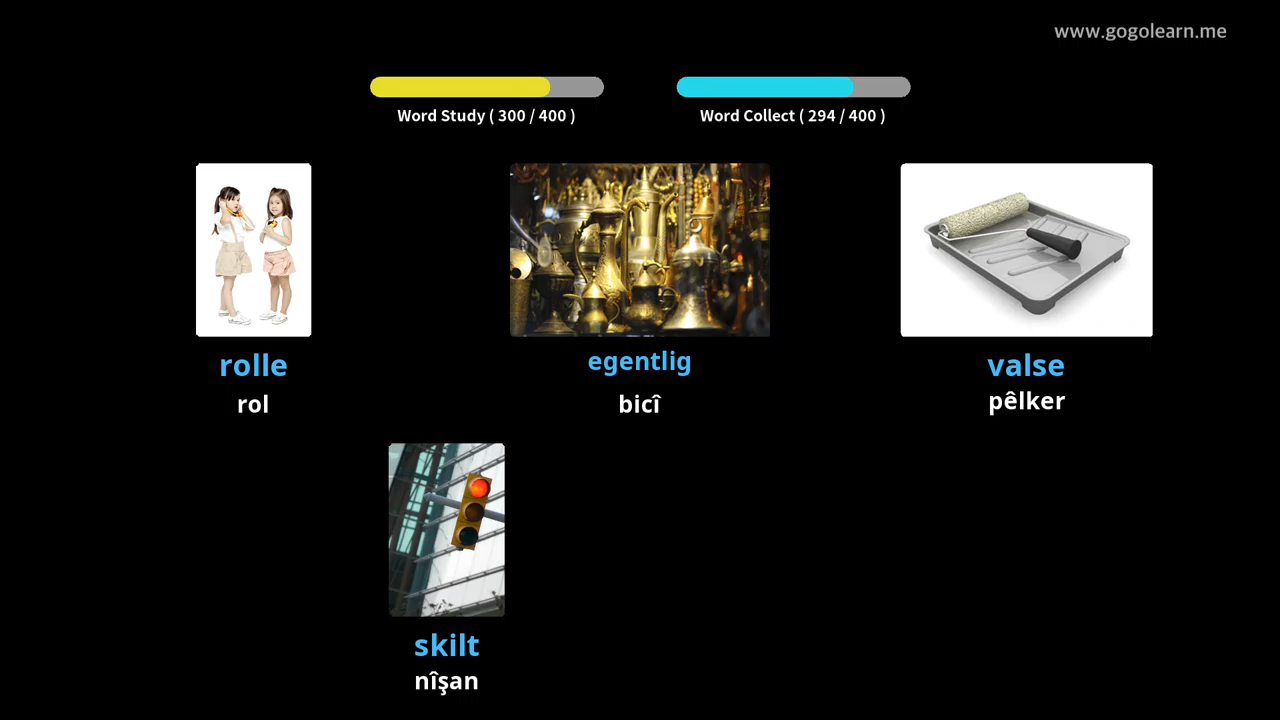 www.gogolearn.me
Word Study ( 300 / 400 )
Word Collect ( 294 / 400 )
rolle
rol
egentlig
bicî
valse
pêlker
skilt
nîşan